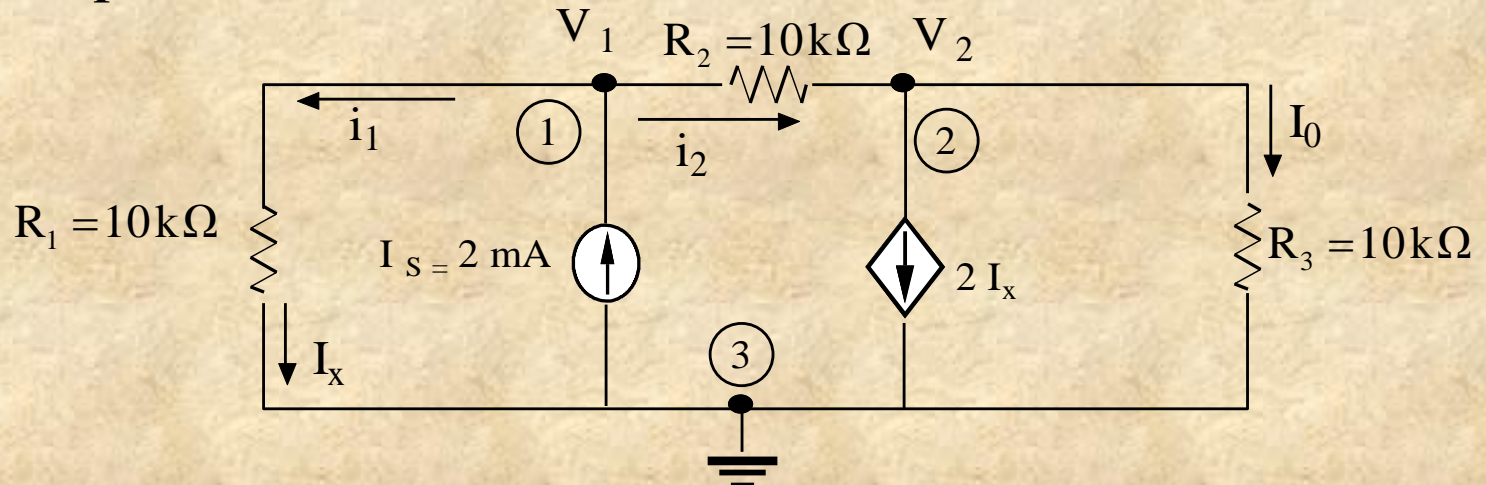 V₁
R₂ = 10kΩ
V₂
i₁
1
i₂
2
I₀
R₁ = 10kΩ
I S = 2 mA
2 Iₓ
R₃ = 10kΩ
Iₓ
3